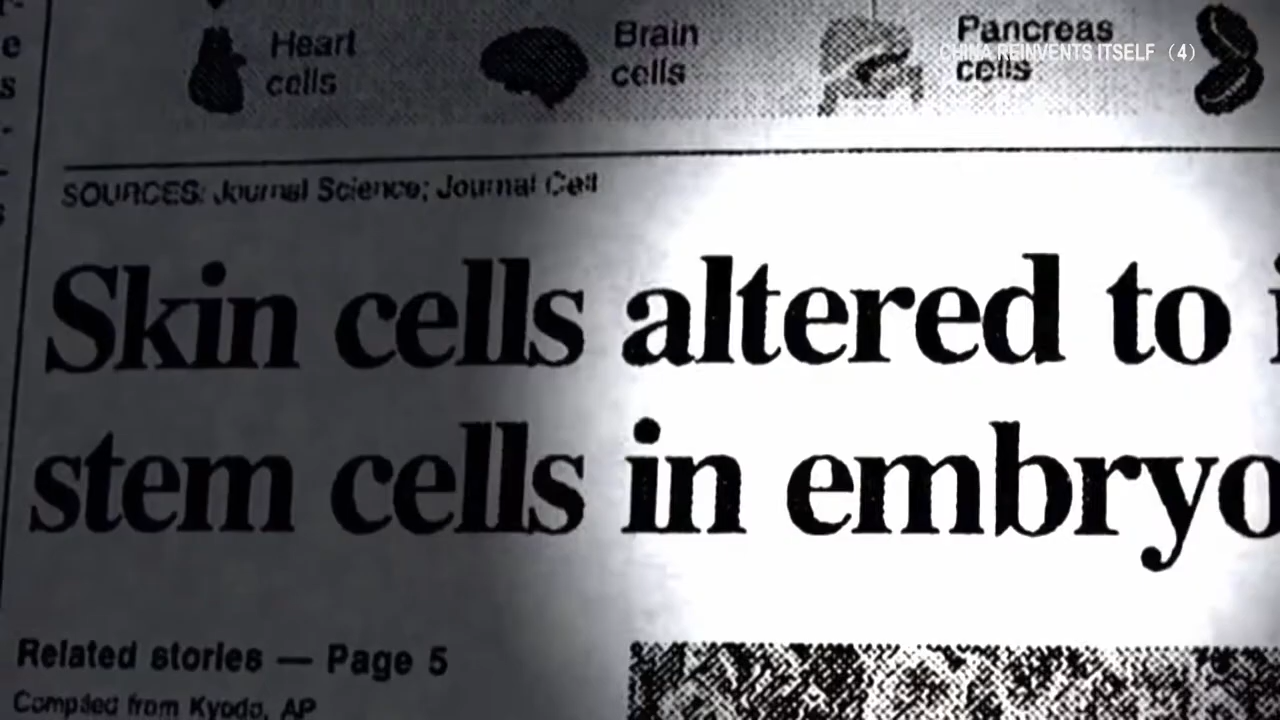 Heart
cells
Brain
cells
Pancreas
cells
CHINA REINVENTS ITSELF (4)
e
s
-
s
SOURCES: Journal Science; Journal Cell
Skin cells altered to i
stem cells in embryo
Related stories — Page 5
Compiled from Kyodo, AP